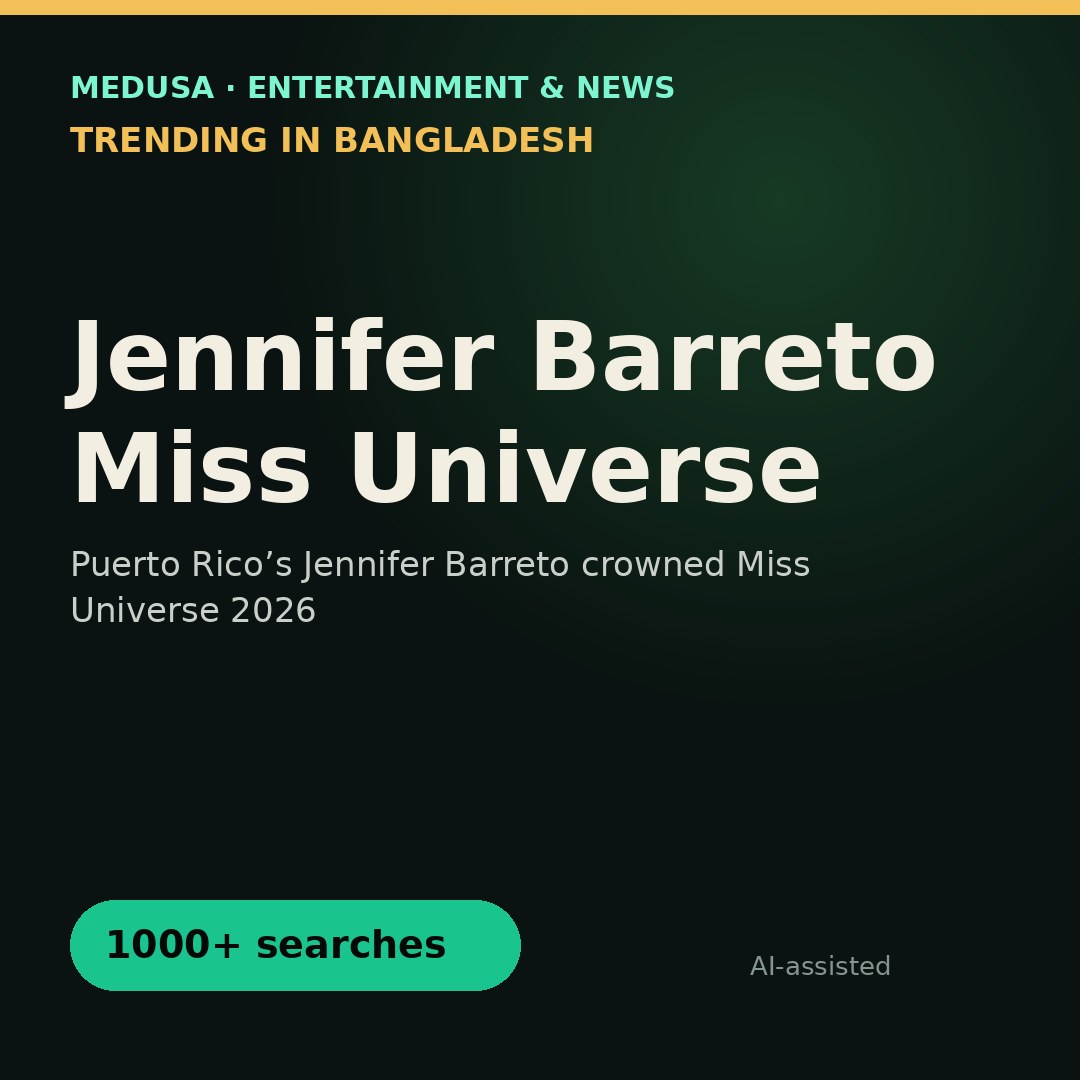 MEDUSA · ENTERTAINMENT & NEWS
TRENDING IN BANGLADESH
Jennifer Barreto
Miss Universe
Puerto Rico’s Jennifer Barreto crowned Miss
Universe 2026
1000+ searches
AI-assisted